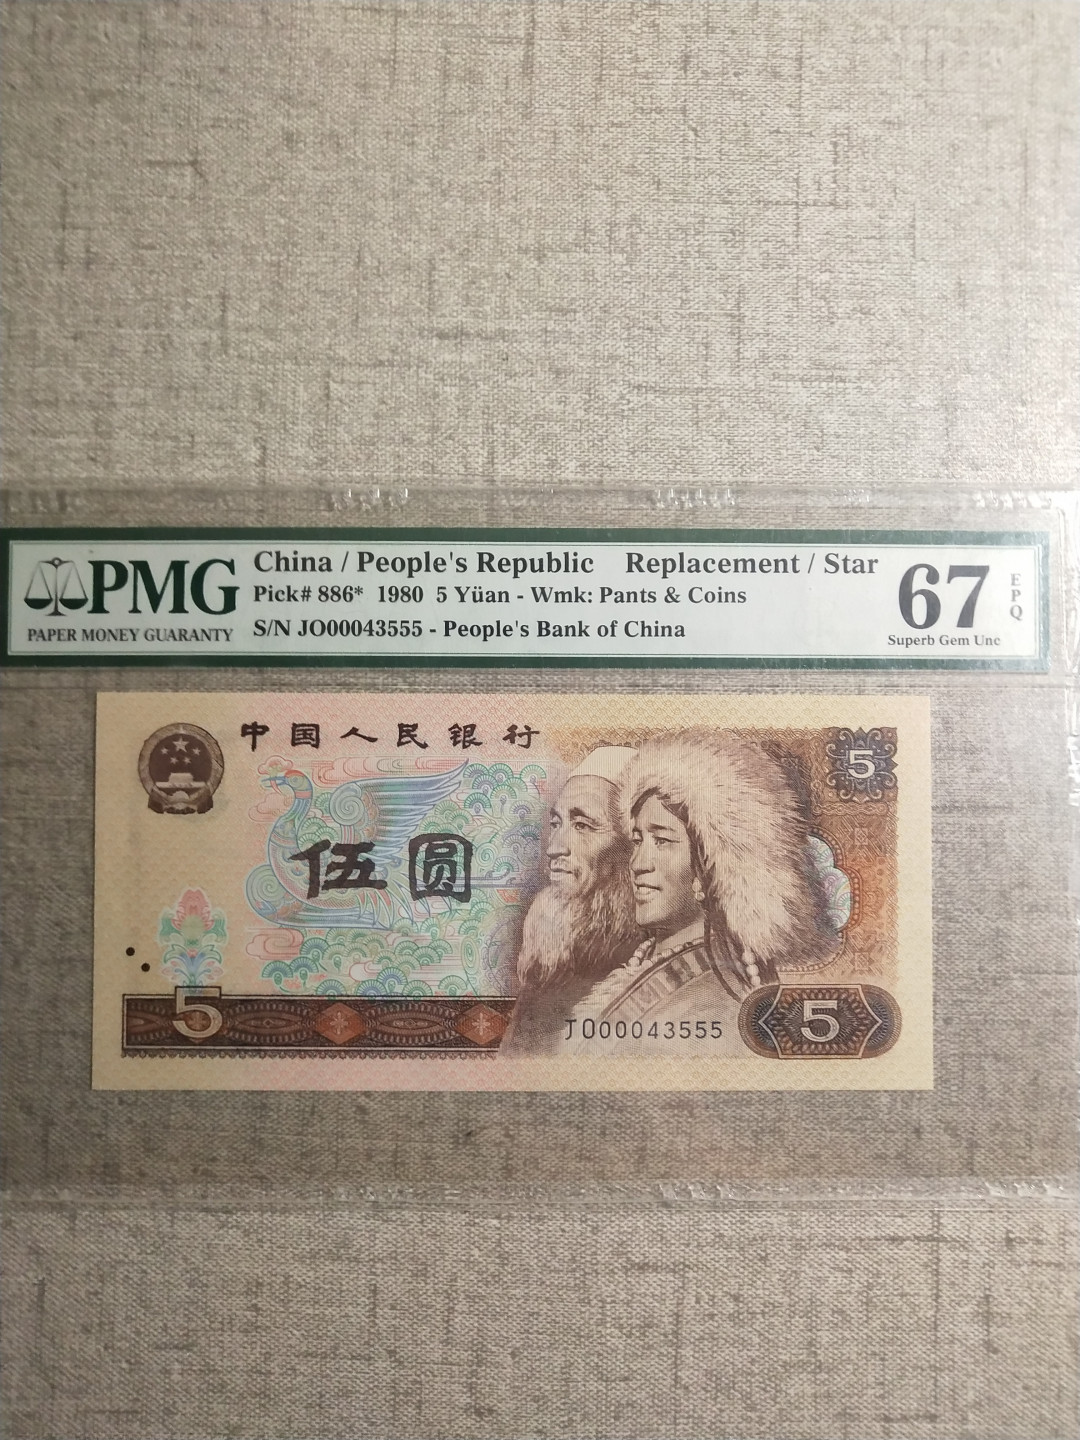 PMG
PAPER MONEY GUARANTY
China / People's Republic Replacement / Star
Pick# 886* 1980 5 Yüan - Wmk: Pants & Coins
S/N JO00043555 - People's Bank of China
67
EPQ
Superb Gem Unc
中国人民银行
5
伍圆
5
JO00043555
5